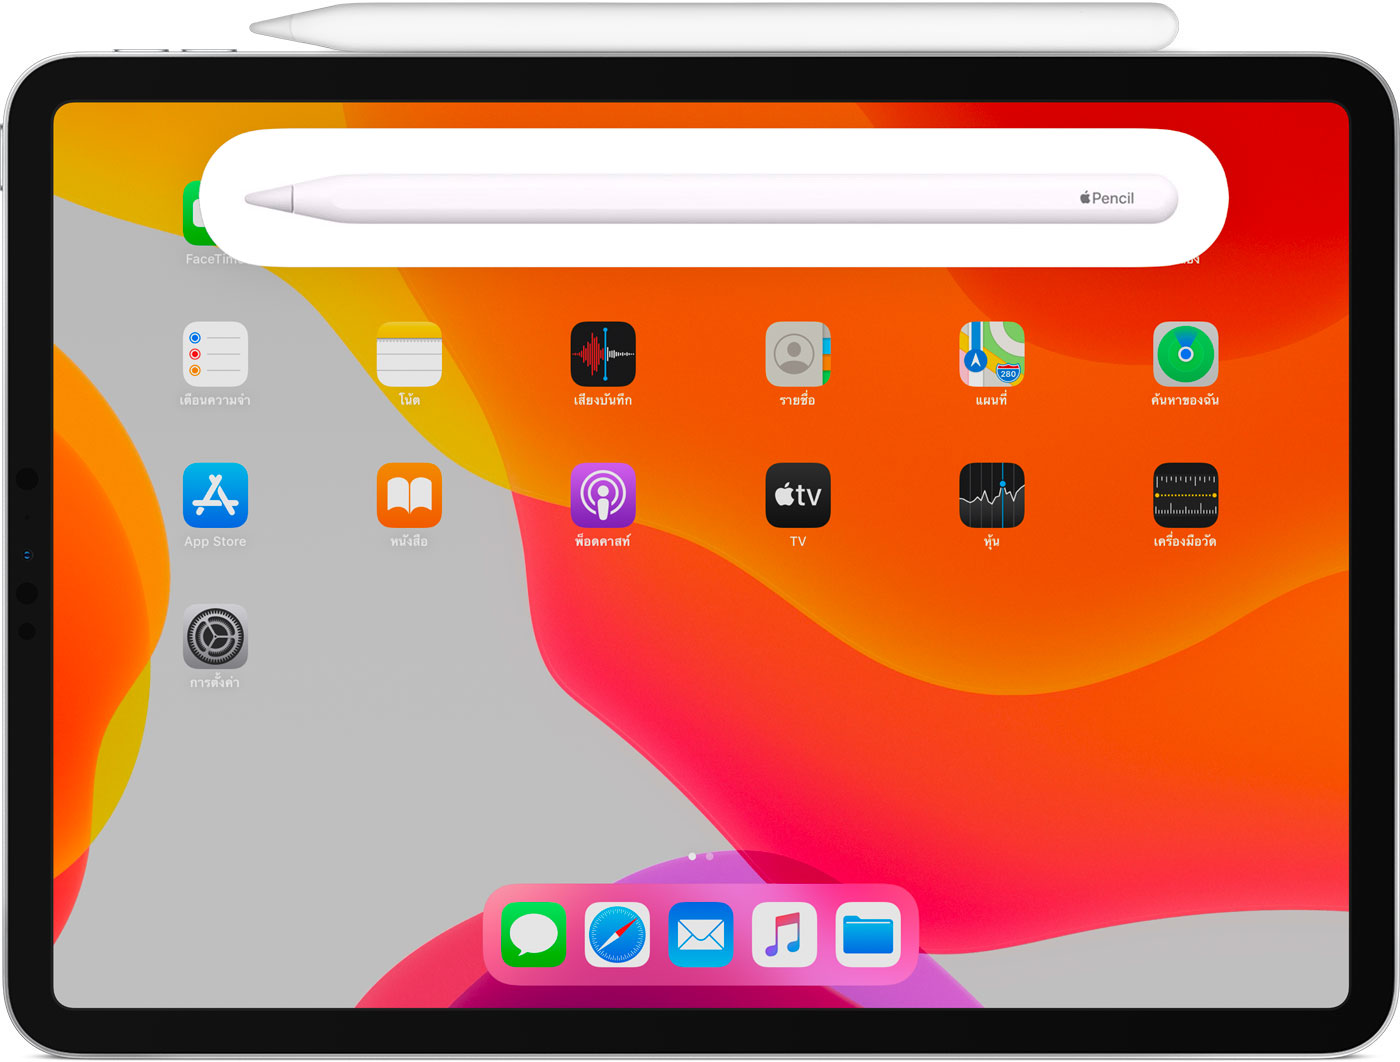 Pencil
FaceTime
เตือนความจำ
โน้ต
เสียงบันทึก
รายชื่อ
แผนที่
280
ค้นหาของฉัน
App Store
หนังสือ
พ็อดคาสท์
tv
TV
หุ้น
เครื่องมือวัด
การตั้งค่า